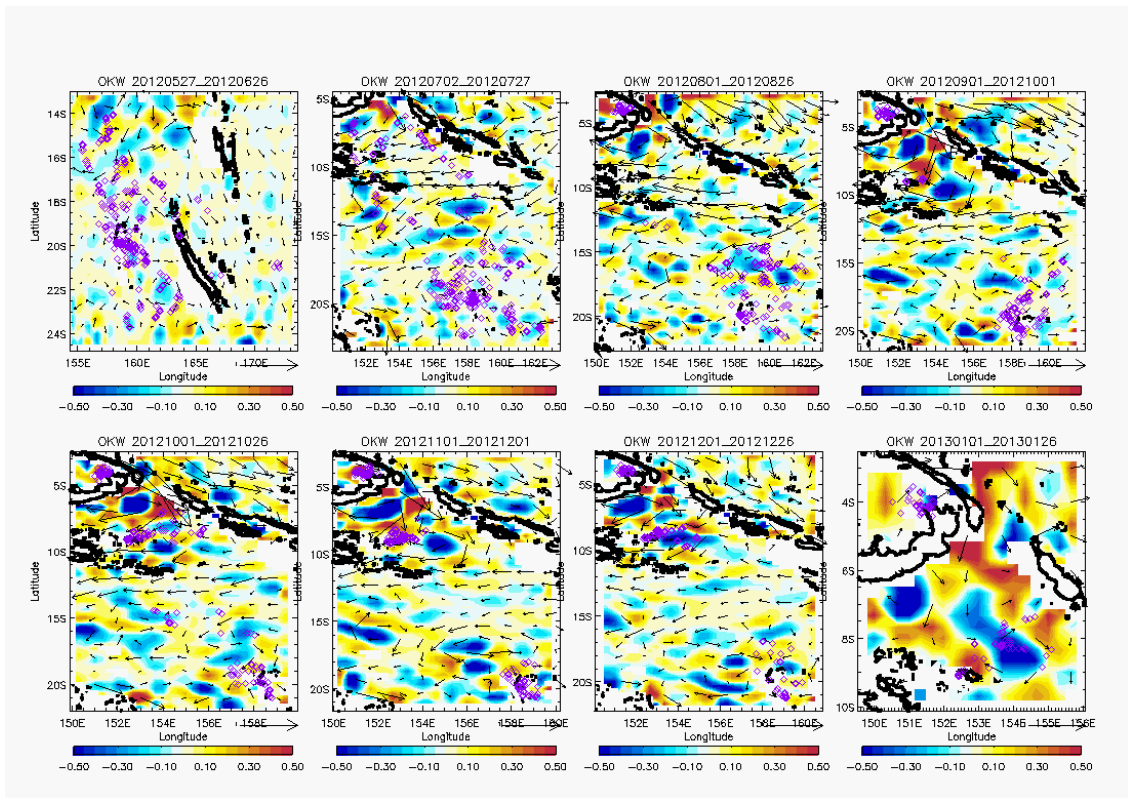 OKW 20120527_20120626
OKW 20120702_20120727
OKW 20120801_20120826
OKW 20120901_20121001
14S
16S
18S
20S
22S
24S
Latitude
155E 160E 165E 170E
Longitude
-0.50 -0.30 -0.10 0.10 0.30 0.50
5S
10S
15S
20S
Latitude
152E 154E 156E 158E 160E 162E
Longitude
-0.50 -0.30 -0.10 0.10 0.30 0.50
5S
10S
15S
20S
Latitude
150E 152E 154E 156E 158E 160E 162E
Longitude
-0.50 -0.30 -0.10 0.10 0.30 0.50
5S
10S
15S
20S
Latitude
150E 152E 154E 156E 158E 160E
Longitude
-0.50 -0.30 -0.10 0.10 0.30 0.50
OKW 20121001_20121026
OKW 20121101_20121201
OKW 20121201_20121226
OKW 20130101_20130126
5S
10S
15S
20S
Latitude
150E 152E 154E 156E 158E
Longitude
-0.50 -0.30 -0.10 0.10 0.30 0.50
5S
10S
15S
20S
Latitude
150E 152E 154E 156E 158E 160E
Longitude
-0.50 -0.30 -0.10 0.10 0.30 0.50
5S
10S
15S
20S
Latitude
150E 152E 154E 156E 158E 160E
Longitude
-0.50 -0.30 -0.10 0.10 0.30 0.50
4S
6S
8S
10S
Latitude
150E 151E 152E 153E 154E 155E 156E
Longitude
-0.50 -0.30 -0.10 0.10 0.30 0.50